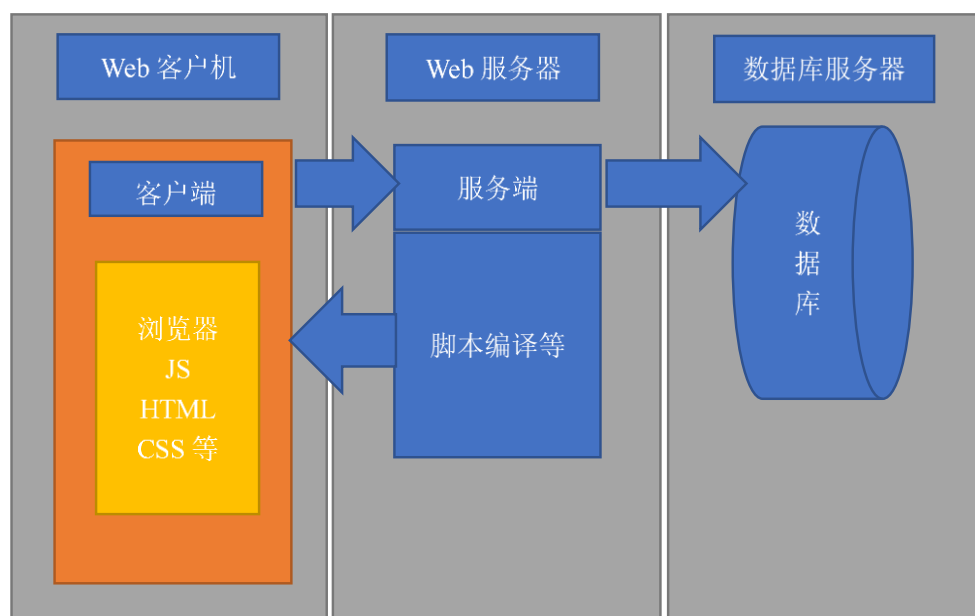 Web 客户机
Web 服务器
数据库服务器
客户端
服务端
浏览器
JS
HTML
CSS 等
脚本编译等
数
据
库